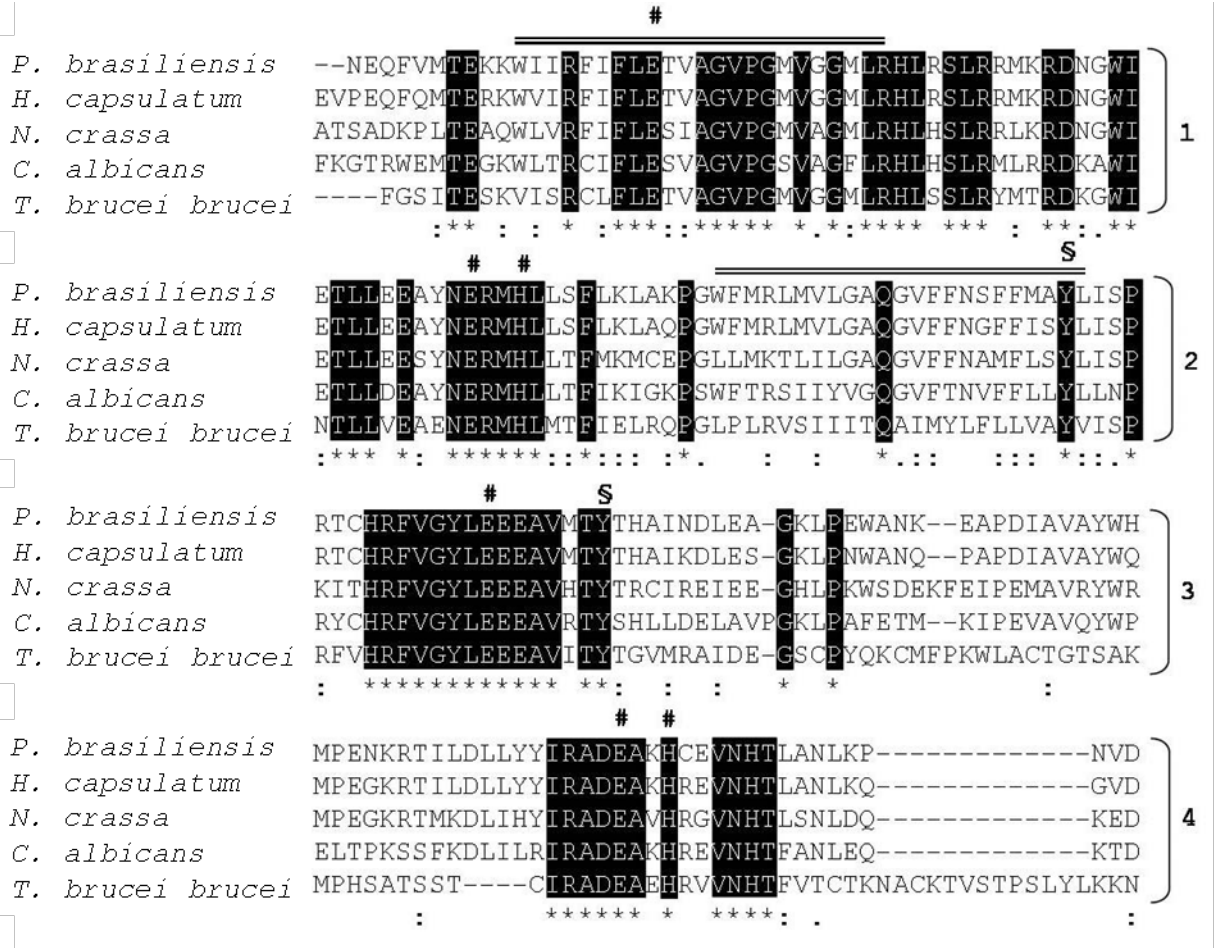 #
P. brasiliensis --NEQFVMTEKKWIIRFIFLETVAGVPGMVGGMLRHLRSLRRMKRDNGWI
H. capsulatum EVPEQFQMTERKWVIRFIFLETVAGVPGMVGGMLRHLRSLRRMKRDNGWI
N. crassa ATSADKPLTEAQWLVRFIFLESIAGVPGMVAGMLRHLHSLRRLKRDNGWI 1
C. albicans FKGTRWEMTEGKWLTRCIFLESVAGVPGSVAGFLRHLHSLRMLRRDKAWI
T. brucei brucei ----FGSITESKVISRCLFLETVAGVPGMVGGMLRHLSSLRYMTRDKGWI
:** : : * :***::***** *.*:**** *** : **:.**
# # §
P. brasiliensis ETLLEEAYNERMHLLSFLKLAKPGWFMRLMVLGAQGVFFNSFFMAYLISP
H. capsulatum ETLLEEAYNERMHLLSFLKLAQPGWFMRLMVLGAQGVFFNGFFISYLISP
N. crassa ETLLEESYNERMHLLTFMKMCEPGLLMKTLILGAQGVFFNAMFLSYLISP 2
C. albicans ETLLDEAYNERMHLLTFIKIGKPSWFTRSIIYVGQGVFTNVFFLLYLLNP
T. brucei brucei NTLLVEAENERMHLMTFIELRQPGLPLRVSIIITQAIMYLFLLVAYVISP
:*** *: ******::*::: *. : : *.:: ::: *::.*
# §
P. brasiliensis RTCHRFVGYLEEEAVMTYTHAINDLEA-GKLPEWANK--EAPDIAVAYWH
H. capsulatum RTCHRFVGYLEEEAVMTYTHAIKDLES-GKLPNWANQ--PAPDIAVAYWQ
N. crassa KITHRFVGYLEEEAVHTYTRCIREIEE-GHLPKWSDEKFEIPEMAVRYWR 3
C. albicans RYCHRFVGYLEEEAVRTYSHLLDELAVPGKLPAFETM--KIPEVAVQYWP
T. brucei brucei RFVHRFVGYLEEEAVITYTGVMRAIDE-GSCPYQKCMFPKWLACTGTSAK
: ************ **: : : * * :
# #
P. brasiliensis MPENKRTILDLLYYIRADEAKHCEVNHTLANLKP-------------NVD
H. capsulatum MPEGKRTILDLLYYIRADEAKHREVNHTLANLKQ-------------GVD
N. crassa MPEGKRTMKDLIHYIRADEAVHRGVNHTLSNLDQ-------------KED 4
C. albicans ELTPKSSFKDLILRIRADEAKHREVNHTFANLEQ-------------KTD
T. brucei brucei MPHSATSST----CIRADEAEHRVVNHTFVTCTKNACKTVSTPSLYLKKN
: ****** * ****: . :